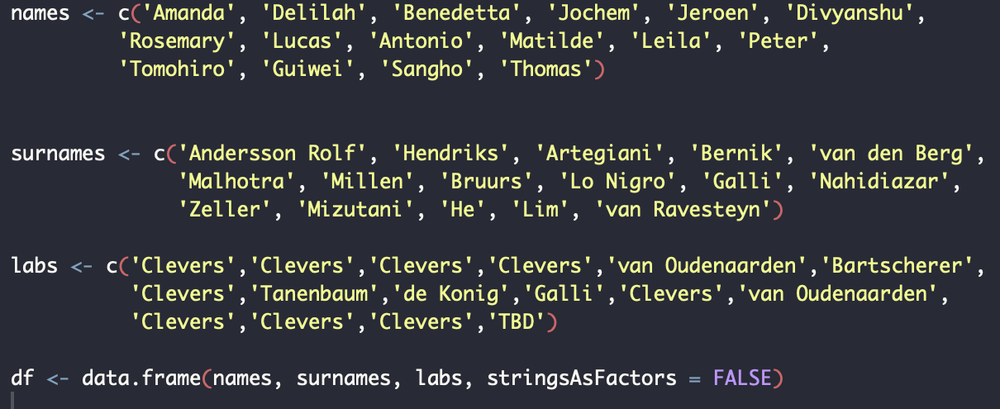 names <- c('Amanda', 'Delilah', 'Benedetta', 'Jochem', 'Jeroen', 'Divyanshu',
'Rosemary', 'Lucas', 'Antonio', 'Matilde', 'Leila', 'Peter',
'Tomohiro', 'Guiwei', 'Sangho', 'Thomas')
surnames <- c('Andersson Rolf', 'Hendriks', 'Artegiani', 'Bernik', 'van den Berg',
'Malhotra', 'Millen', 'Bruurs', 'Lo Nigro', 'Galli', 'Nahidiazar',
'Zeller', 'Mizutani', 'He', 'Lim', 'van Ravesteyn')
labs <- c('Clevers','Clevers','Clevers','Clevers','van Oudenaarden','Bartscherer',
'Clevers','Tanenbaum','de Konig','Galli','Clevers','van Oudenaarden',
'Clevers','Clevers','Clevers','TBD')
df <- data.frame(names, surnames, labs, stringsAsFactors = FALSE)